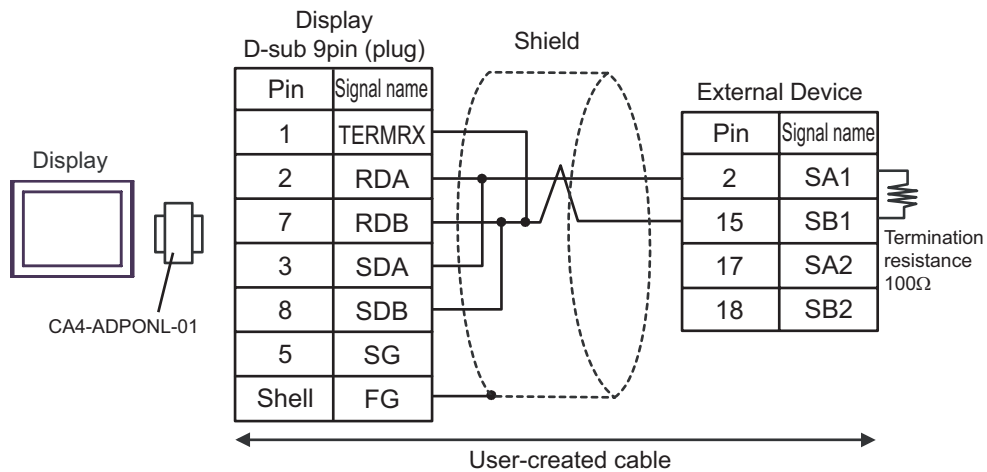 Display
D-sub 9pin (plug)
Shield
External Device
Pin Signal name
1 TERMRX
2 RDA
7 RDB
3 SDA
8 SDB
5 SG
Shell FG
Pin Signal name
2 SA1
15 SB1
17 SA2
18 SB2
Termination
resistance
100Ω
Display
CA4-ADPONL-01
User-created cable